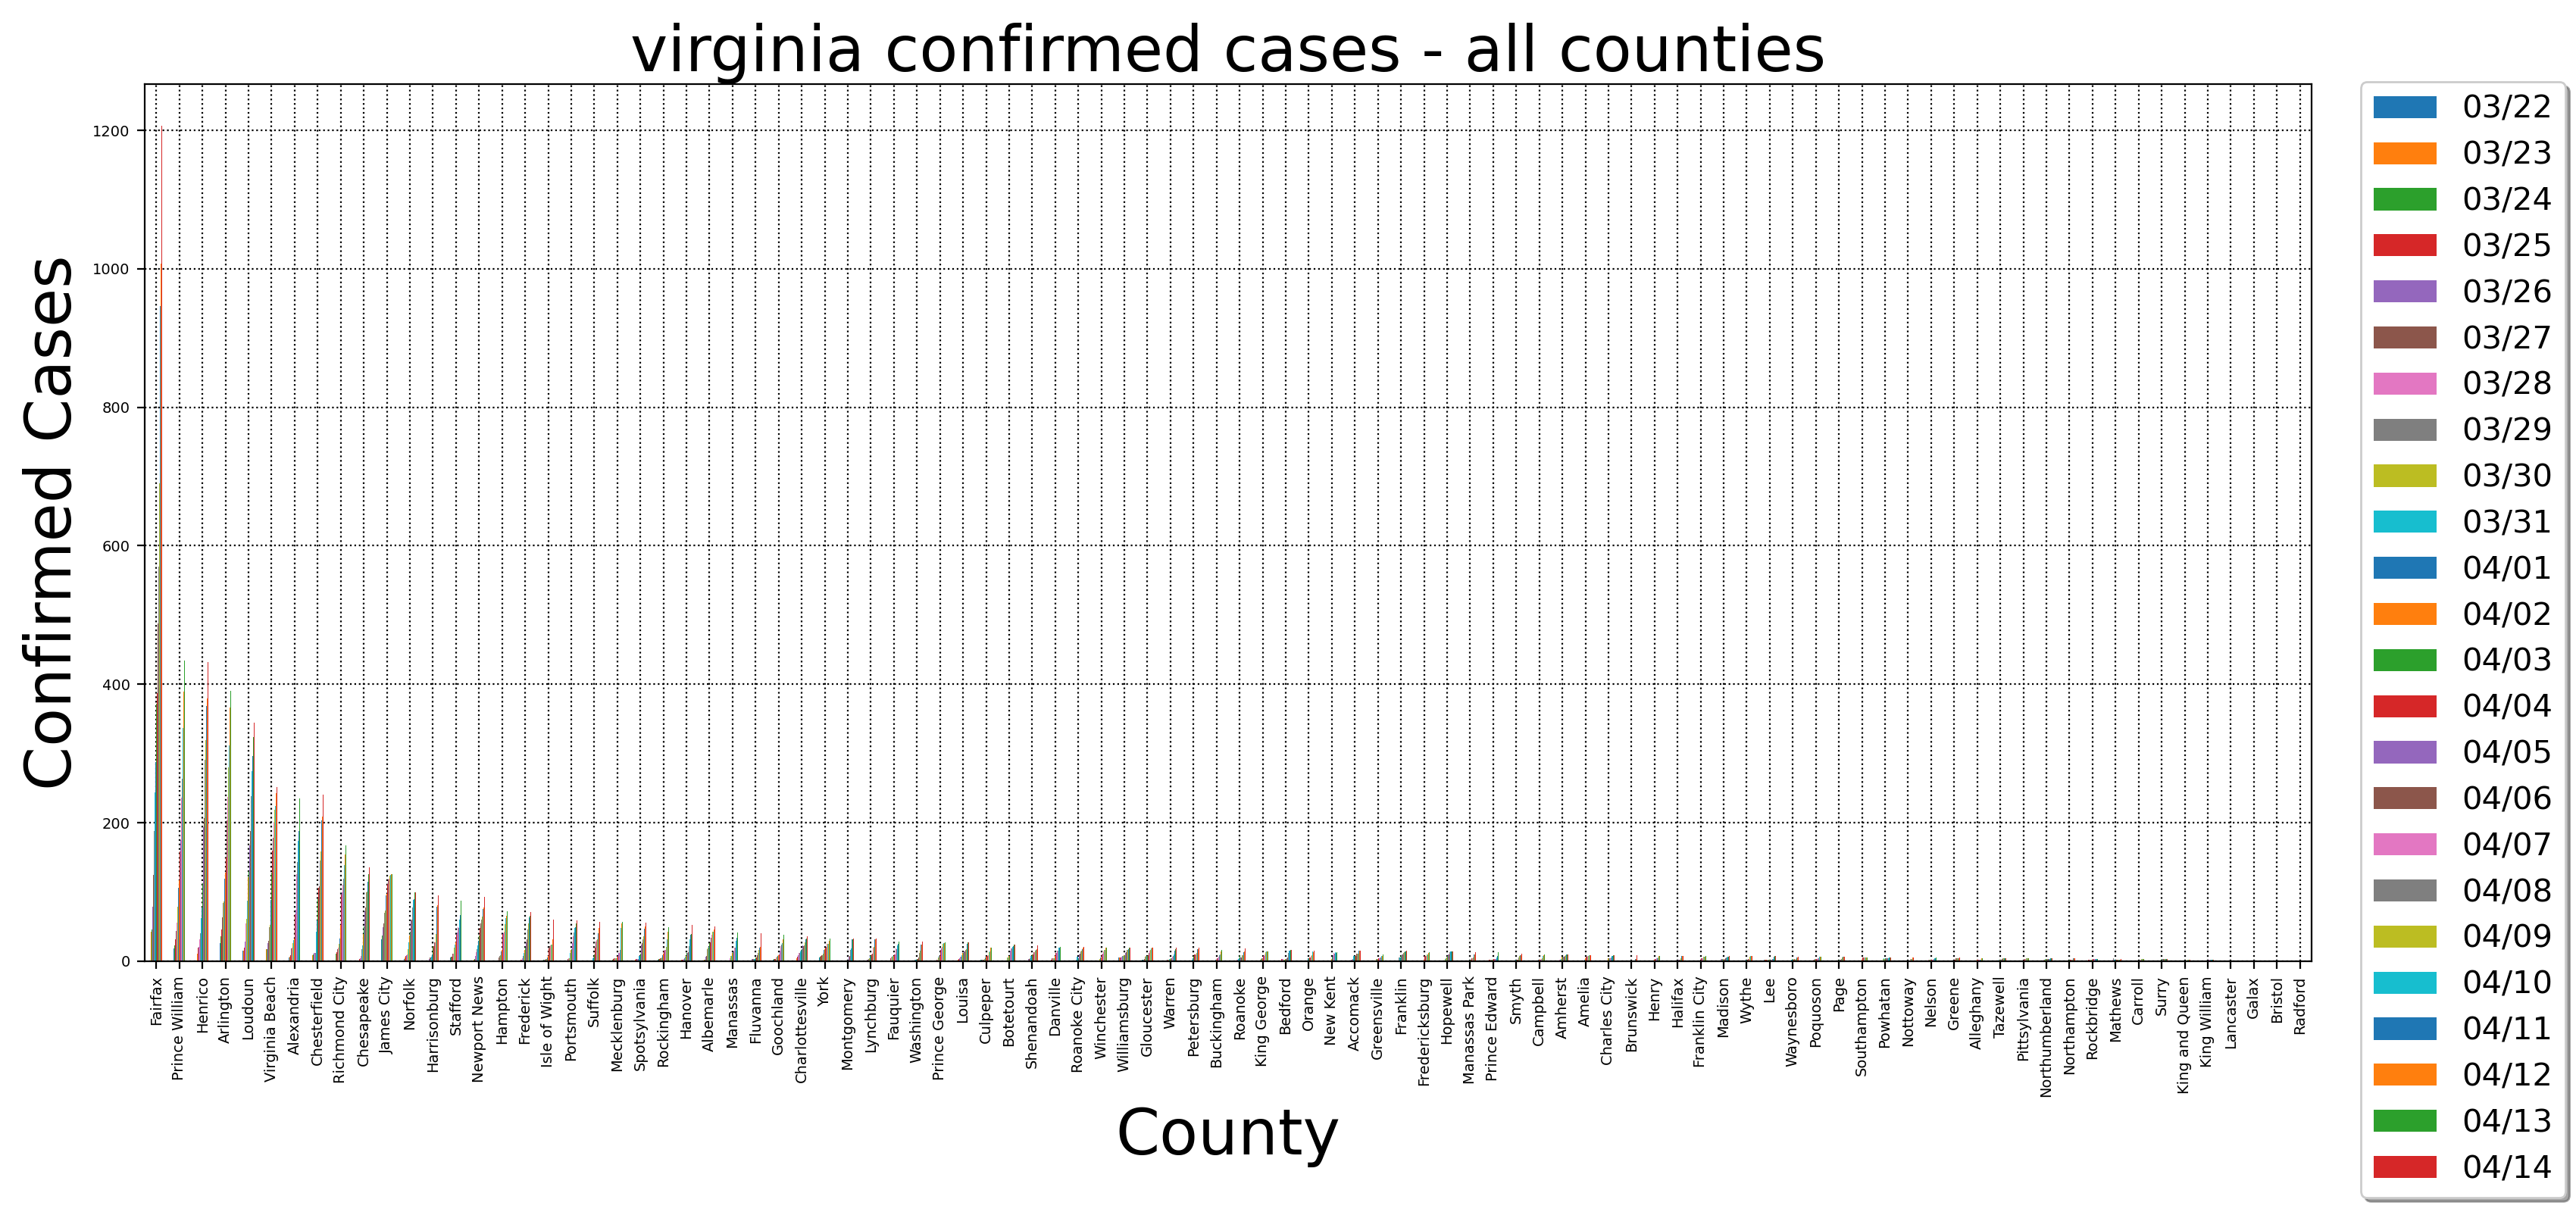 virginia confirmed cases - all counties
Confirmed Cases
1200
1000
800
600
400
200
0
Fairfax
Prince William
Henrico
Arlington
Loudoun
Virginia Beach
Alexandria
Chesterfield
Richmond City
Chesapeake
James City
Norfolk
Harrisonburg
Stafford
Newport News
Hampton
Frederick
Isle of Wight
Portsmouth
Suffolk
Mecklenburg
Spotsylvania
Rockingham
Hanover
Albemarle
Manassas
Fluvanna
Goochland
Charlottesville
York
Montgomery
Lynchburg
Fauquier
Washington
Prince George
Louisa
Culpeper
Botetourt
Shenandoah
Danville
Roanoke City
Winchester
Williamsburg
Gloucester
Warren
Petersburg
Buckingham
Roanoke
King George
Bedford
Orange
New Kent
Accomack
Greensville
Franklin
Fredericksburg
Hopewell
Manassas Park
Prince Edward
Smyth
Campbell
Amherst
Amelia
Charles City
Brunswick
Henry
Halifax
Franklin City
Madison
Wythe
Lee
Waynesboro
Poquoson
Page
Southampton
Powhatan
Nottoway
Nelson
Greene
Alleghany
Tazewell
Pittsylvania
Northumberland
Northampton
Rockbridge
Mathews
Carroll
Surry
King and Queen
King William
Lancaster
Galax
Bristol
Radford
County
03/22
03/23
03/24
03/25
03/26
03/27
03/28
03/29
03/30
03/31
04/01
04/02
04/03
04/04
04/05
04/06
04/07
04/08
04/09
04/10
04/11
04/12
04/13
04/14